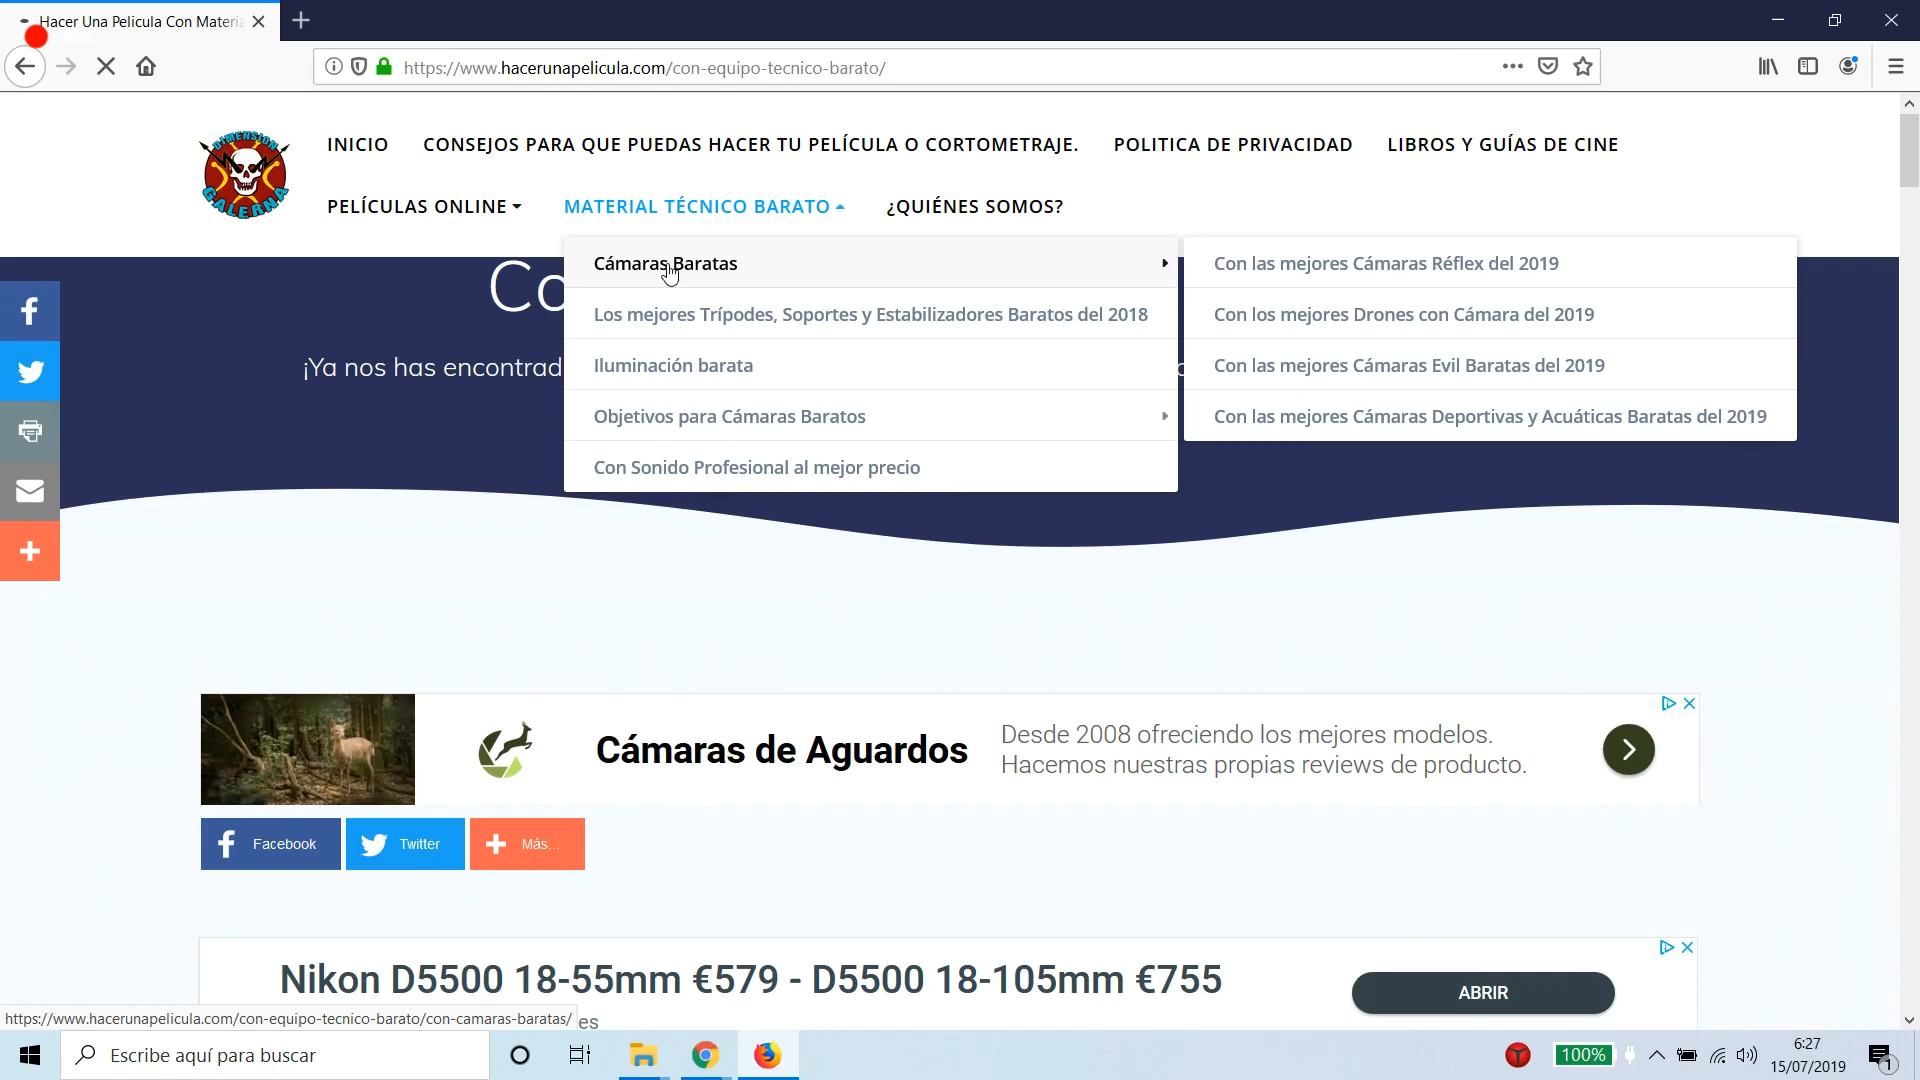 Hacer Una Pelicula Con Materia
https://www.hacerunapelicula.com/con-equipo-tecnico-barato/
DIMENSION
GALERNA
INICIO
CONSEJOS PARA QUE PUEDAS HACER TU PELÍCULA O CORTOMETRAJE.
POLITICA DE PRIVACIDAD
LIBROS Y GUÍAS DE CINE
PELÍCULAS ONLINE
MATERIAL TÉCNICO BARATO
¿QUIÉNES SOMOS?
Cámaras Baratas
Los mejores Trípodes, Soportes y Estabilizadores Baratos del 2018
Iluminación barata
Objetivos para Cámaras Baratos
Con Sonido Profesional al mejor precio
Con las mejores Cámaras Réflex del 2019
Con los mejores Drones con Cámara del 2019
Con las mejores Cámaras Evil Baratas del 2019
Con las mejores Cámaras Deportivas y Acuáticas Baratas del 2019
Co
¡Ya nos has encontrad
Cámaras de Aguardos
Desde 2008 ofreciendo los mejores modelos.
Hacemos nuestras propias reviews de producto.
Facebook
Twitter
Más...
Nikon D5500 18-55mm €579 - D5500 18-105mm €755
ABRIR
https://www.hacerunapelicula.com/con-equipo-tecnico-barato/con-camaras-baratas/
es
Escribe aquí para buscar
100%
6:27
15/07/2019
1